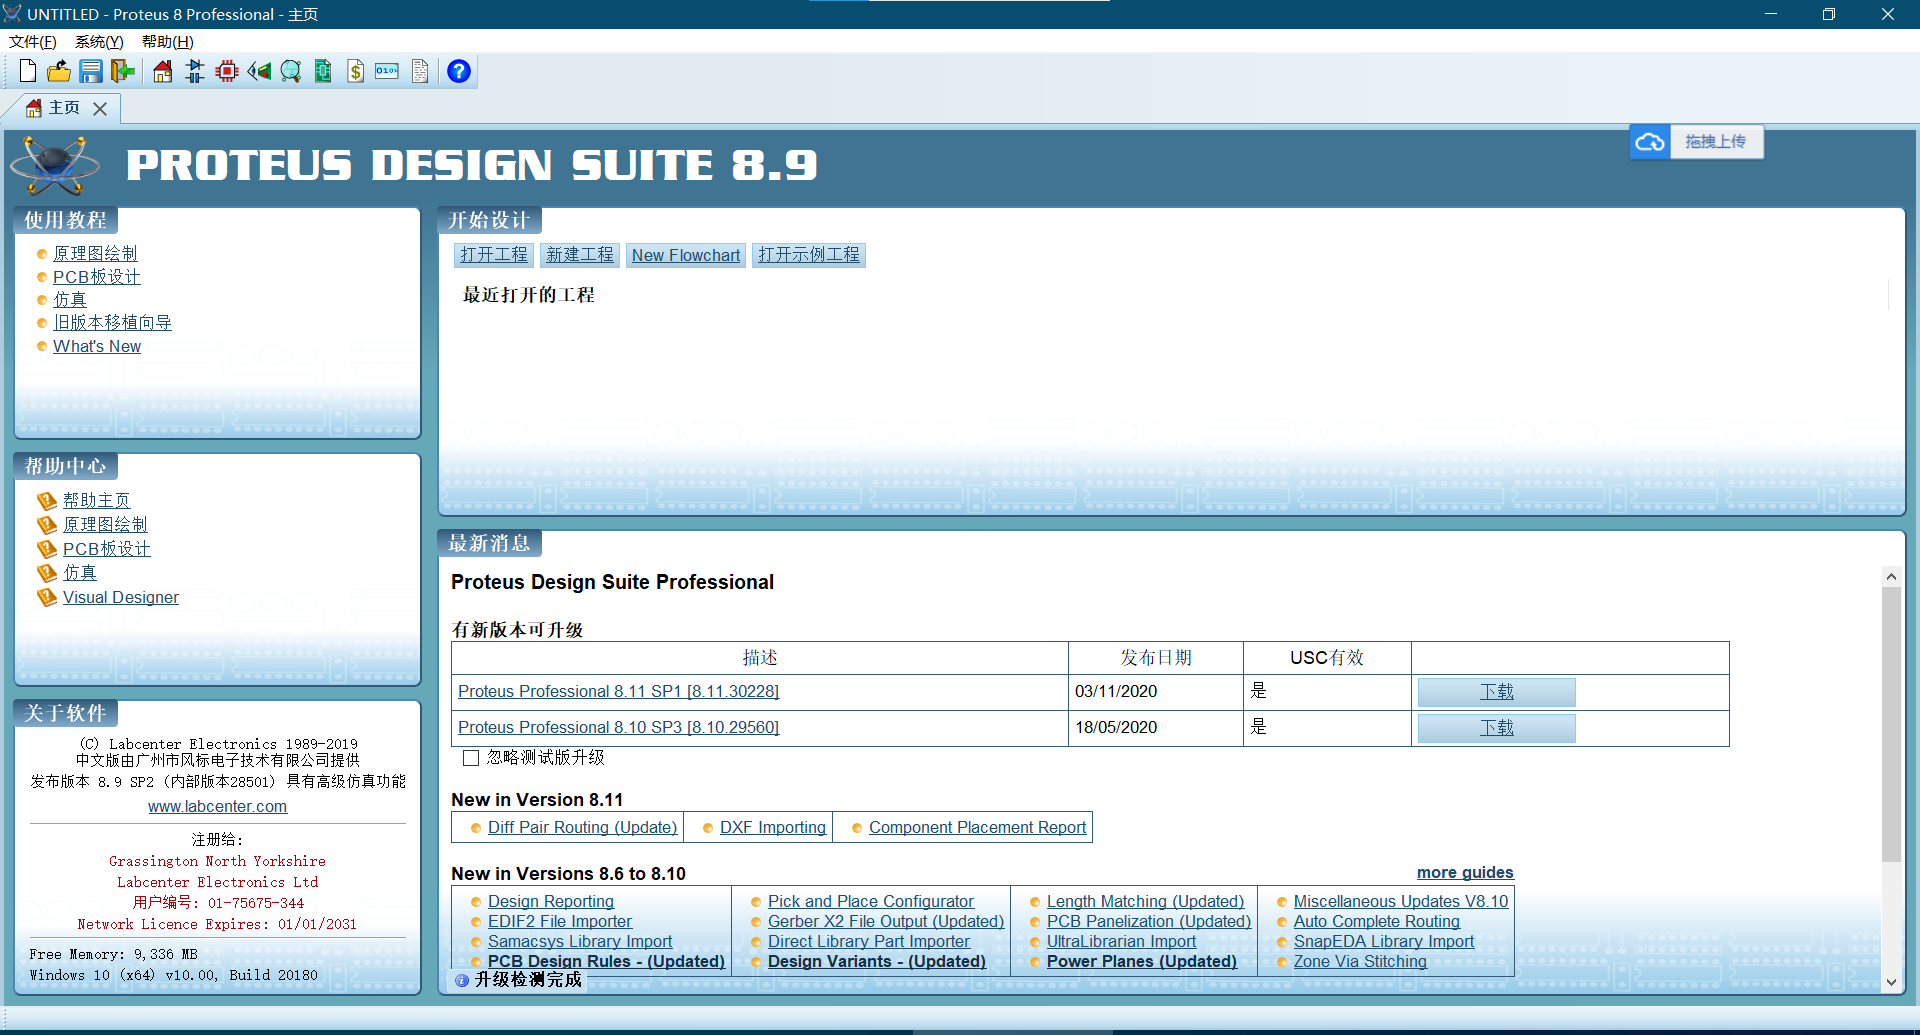 UNTITLED - Proteus 8 Professional - 主页
文件(F) 系统(Y) 帮助(H)
主页
拖拽上传
PROTEUS DESIGN SUITE 8.9
使用教程
原理图绘制
PCB板设计
仿真
旧版本移植向导
What's New
帮助中心
帮助主页
原理图绘制
PCB板设计
仿真
Visual Designer
关于软件
(C) Labcenter Electronics 1989-2019
中文版由广州市风标电子技术有限公司提供
发布版本 8.9 SP2 (内部版本28501) 具有高级仿真功能
www.labcenter.com
注册给:
Grassington North Yorkshire
Labcenter Electronics Ltd
用户编号: 01-75675-344
Network Licence Expires: 01/01/2031
Free Memory: 9,336 MB
Windows 10 (x64) v10.00, Build 20180
开始设计
打开工程 新建工程 New Flowchart 打开示例工程
最近打开的工程
最新消息
Proteus Design Suite Professional
有新版本可升级
描述 发布日期 USC有效
Proteus Professional 8.11 SP1 [8.11.30228] 03/11/2020 是 下载
Proteus Professional 8.10 SP3 [8.10.29560] 18/05/2020 是 下载
忽略测试版升级
New in Version 8.11
Diff Pair Routing (Update) DXF Importing Component Placement Report
New in Versions 8.6 to 8.10 more guides
Design Reporting Pick and Place Configurator Length Matching (Updated) Miscellaneous Updates V8.10
EDIF2 File Importer Gerber X2 File Output (Updated) PCB Panelization (Updated) Auto Complete Routing
Samacsys Library Import Direct Library Part Importer UltraLibrarian Import SnapEDA Library Import
PCB Design Rules - (Updated) Design Variants - (Updated) Power Planes (Updated) Zone Via Stitching
升级检测完成